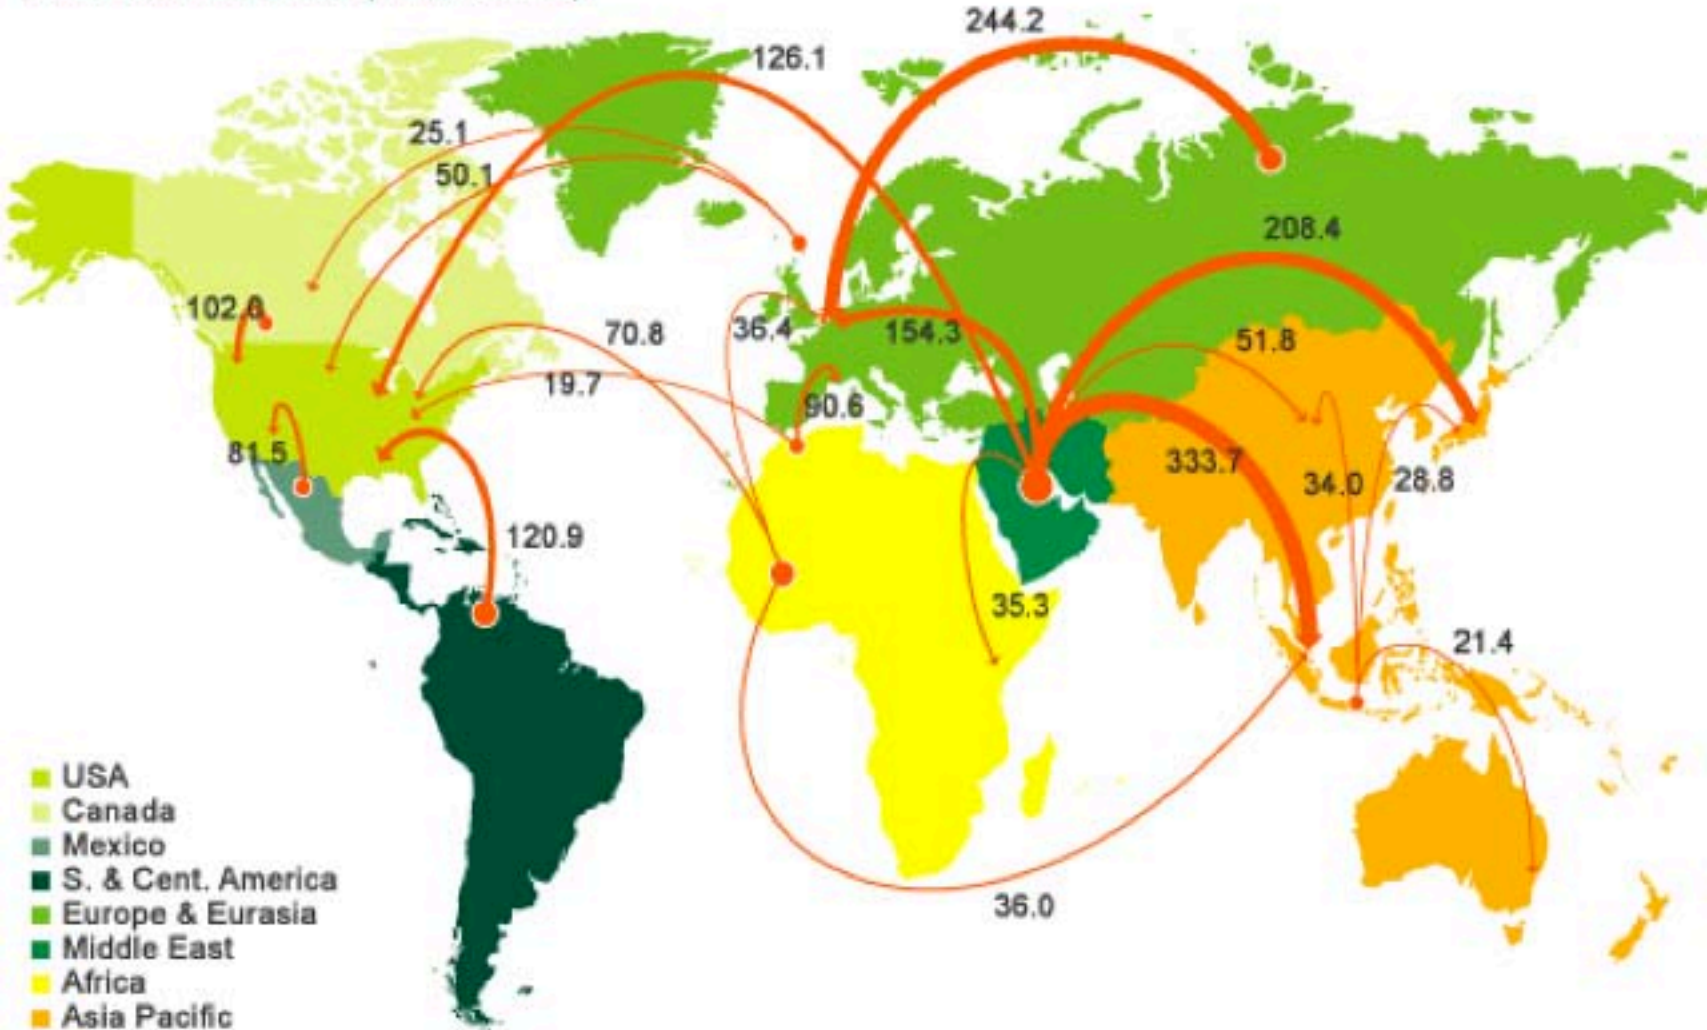 244.2
126.1
25.1
50.1
208.4
102.6
70.8
36.4
154.3
51.8
19.7
90.6
81.5
333.7
34.0
28.8
120.9
35.3
21.4
36.0
USA
Canada
Mexico
S. & Cent. America
Europe & Eurasia
Middle East
Africa
Asia Pacific